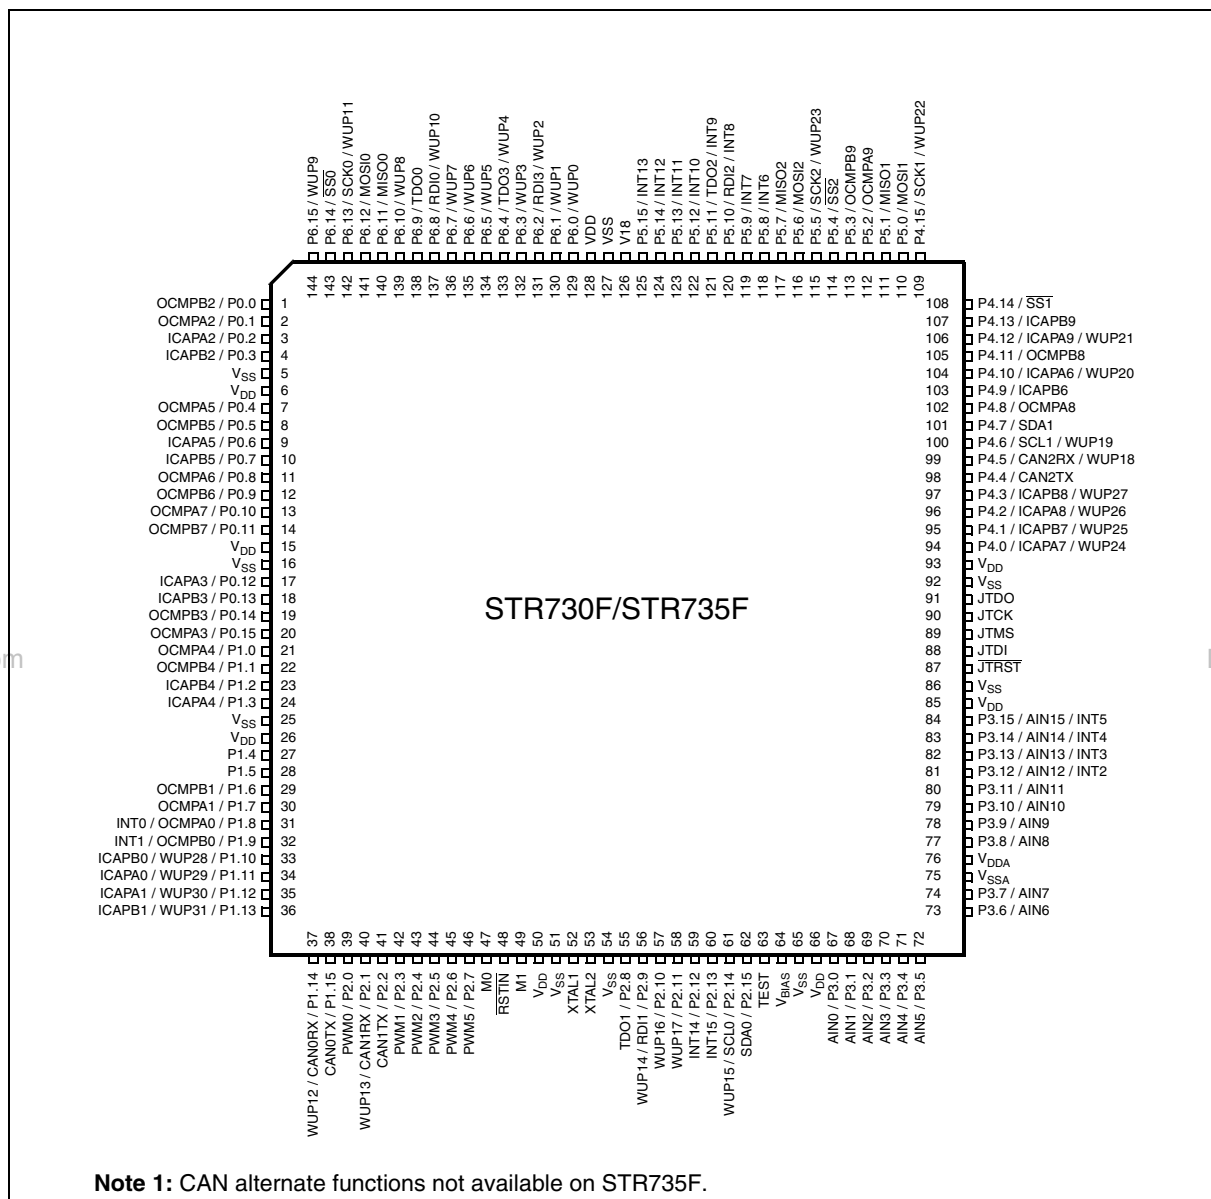 P6.15 / WUP9
P6.14 / SS0
P6.13 / SCK0 / WUP11
P6.12 / MOSI0
P6.11 / MISO0
P6.10 / WUP8
P6.9 / TDO0
P6.8 / RDI0 / WUP10
P6.7 / WUP7
P6.6 / WUP6
P6.5 / WUP5
P6.4 / TDO3 / WUP4
P6.3 / WUP3
P6.2 / RDI3 / WUP2
P6.1 / WUP1
P6.0 / WUP0
VDD
VSS
V18
P5.15 / INT13
P5.14 / INT12
P5.13 / INT11
P5.12 / INT10
P5.11 / TDO2 / INT9
P5.10 / RDI2 / INT8
P5.9 / INT7
P5.8 / INT6
P5.7 / MISO2
P5.6 / MOSI2
P5.5 / SCK2 / WUP23
P5.4 / SS2
P5.3 / OCMPB9
P5.2 / OCMPA9
P5.1 / MISO1
P5.0 / MOSI1
P4.15 / SCK1 / WUP22
144 143 142 141 140 139 138 137 136 135 134 133 132 131 130 129 128 127 126 125 124 123 122 121 120 119 118 117 116 115 114 113 112 111 110 109
OCMPB2 / P0.0 1
OCMPA2 / P0.1 2
ICAPA2 / P0.2 3
ICAPB2 / P0.3 4
VSS 5
VDD 6
OCMPA5 / P0.4 7
OCMPB5 / P0.5 8
ICAPA5 / P0.6 9
ICAPB5 / P0.7 10
OCMPA6 / P0.8 11
OCMPB6 / P0.9 12
OCMPA7 / P0.10 13
OCMPB7 / P0.11 14
VDD 15
VSS 16
ICAPA3 / P0.12 17
ICAPB3 / P0.13 18
OCMPB3 / P0.14 19
OCMPA3 / P0.15 20
OCMPA4 / P1.0 21
OCMPB4 / P1.1 22
ICAPB4 / P1.2 23
ICAPA4 / P1.3 24
VSS 25
VDD 26
P1.4 27
P1.5 28
OCMPB1 / P1.6 29
OCMPA1 / P1.7 30
INT0 / OCMPA0 / P1.8 31
INT1 / OCMPB0 / P1.9 32
ICAPB0 / WUP28 / P1.10 33
ICAPA0 / WUP29 / P1.11 34
ICAPA1 / WUP30 / P1.12 35
ICAPB1 / WUP31 / P1.13 36
STR730F/STR735F
108 P4.14 / SS1
107 P4.13 / ICAPB9
106 P4.12 / ICAPA9 / WUP21
105 P4.11 / OCMPB8
104 P4.10 / ICAPA6 / WUP20
103 P4.9 / ICAPB6
102 P4.8 / OCMPA8
101 P4.7 / SDA1
100 P4.6 / SCL1 / WUP19
99 P4.5 / CAN2RX / WUP18
98 P4.4 / CAN2TX
97 P4.3 / ICAPB8 / WUP27
96 P4.2 / ICAPA8 / WUP26
95 P4.1 / ICAPB7 / WUP25
94 P4.0 / ICAPA7 / WUP24
93 VDD
92 VSS
91 JTDO
90 JTCK
89 JTMS
88 JTDI
87 JTRST
86 VSS
85 VDD
84 P3.15 / AIN15 / INT5
83 P3.14 / AIN14 / INT4
82 P3.13 / AIN13 / INT3
81 P3.12 / AIN12 / INT2
80 P3.11 / AIN11
79 P3.10 / AIN10
78 P3.9 / AIN9
77 P3.8 / AIN8
76 VDDA
75 VSSA
74 P3.7 / AIN7
73 P3.6 / AIN6
om
37 38 39 40 41 42 43 44 45 46 47 48 49 50 51 52 53 54 55 56 57 58 59 60 61 62 63 64 65 66 67 68 69 70 71 72
WUP12 / CAN0RX / P1.14
CAN0TX / P1.15
PWM0 / P2.0
WUP13 / CAN1RX / P2.1
CAN1TX / P2.2
PWM1 / P2.3
PWM2 / P2.4
PWM3 / P2.5
PWM4 / P2.6
PWM5 / P2.7
M0
RSTIN
M1
VDD
VSS
XTAL1
XTAL2
VSS
TDO1 / P2.8
WUP14 / RDI1 / P2.9
WUP16 / P2.10
WUP17 / P2.11
INT14 / P2.12
INT15 / P2.13
WUP15 / SCL0 / P2.14
SDA0 / P2.15
TEST
VBIAS
VSS
VDD
AIN0 / P3.0
AIN1 / P3.1
AIN2 / P3.2
AIN3 / P3.3
AIN4 / P3.4
AIN5 / P3.5
Note 1: CAN alternate functions not available on STR735F.